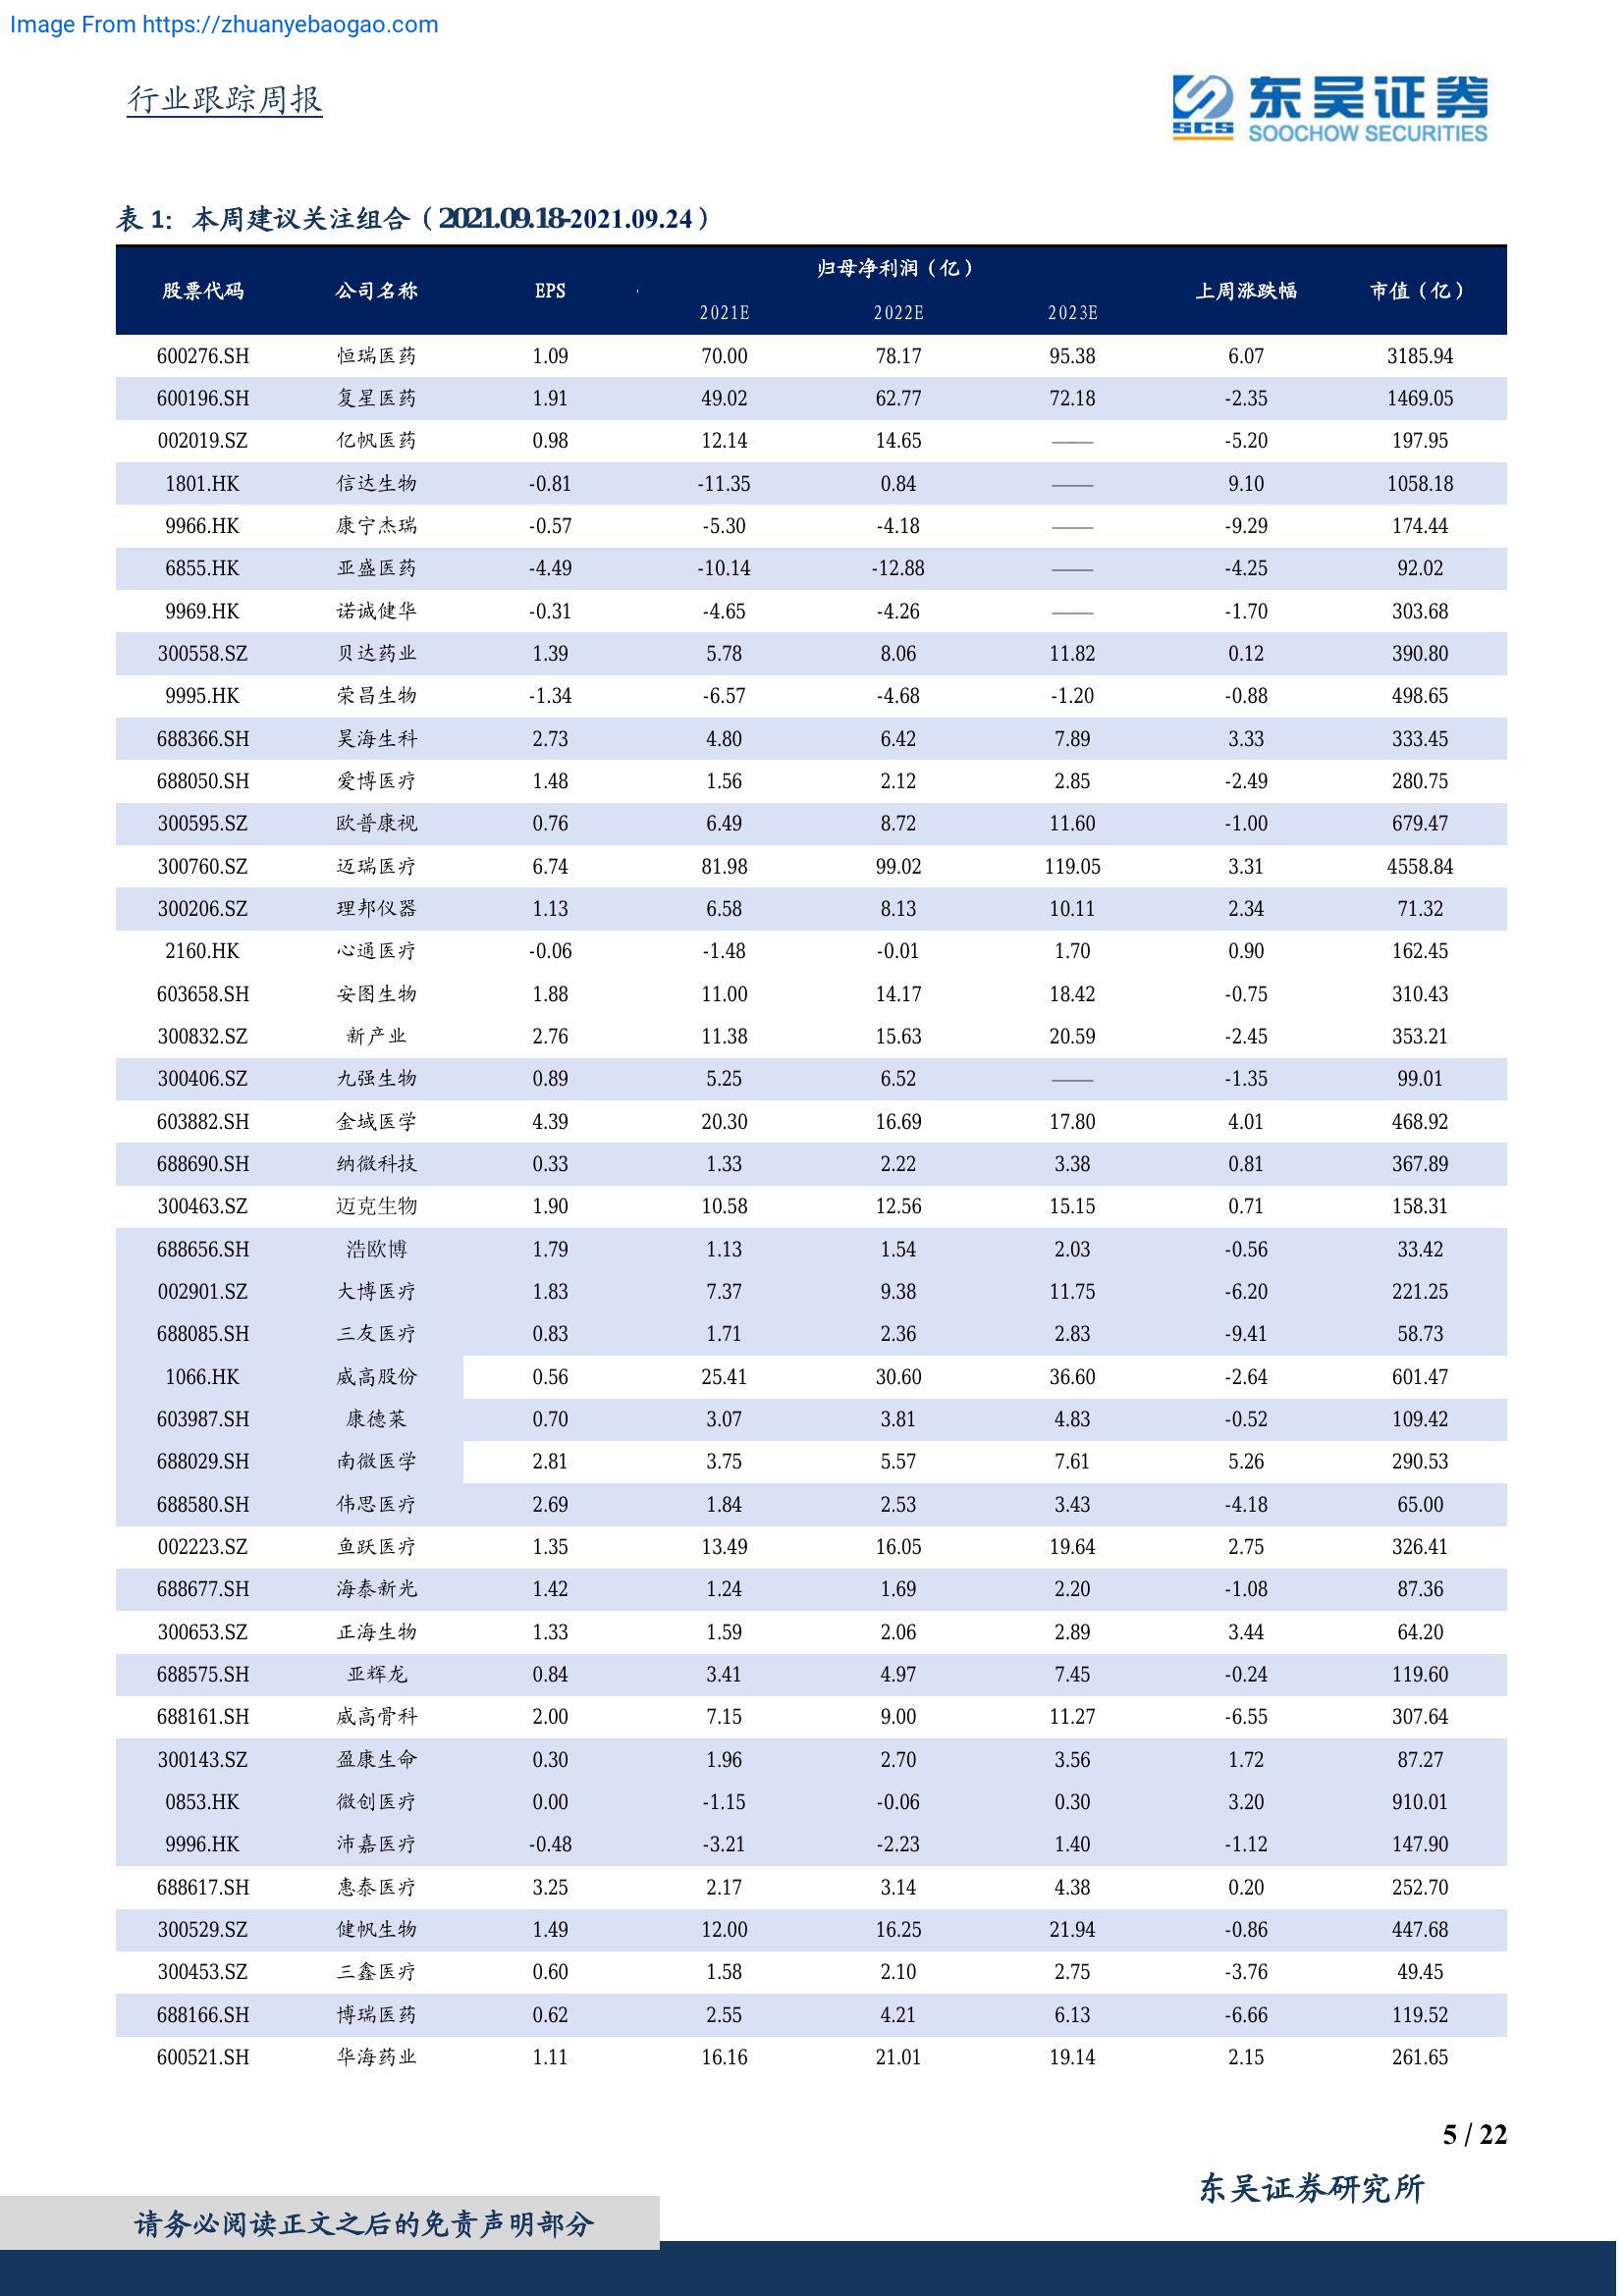 Image From https://zhuanyebaogao.com
行业跟踪周报
东吴证券
SCS SOOCHOW SECURITIES
表 1：本周建议关注组合（2021.09.18-2021.09.24）
归母净利润（亿）
股票代码 公司名称 EPS 上周涨跌幅 市值（亿）
2021E 2022E 2023E
600276.SH 恒瑞医药 1.09 70.00 78.17 95.38 6.07 3185.94
600196.SH 复星医药 1.91 49.02 62.77 72.18 -2.35 1469.05
002019.SZ 亿帆医药 0.98 12.14 14.65 —— -5.20 197.95
1801.HK 信达生物 -0.81 -11.35 0.84 —— 9.10 1058.18
9966.HK 康宁杰瑞 -0.57 -5.30 -4.18 —— -9.29 174.44
6855.HK 亚盛医药 -4.49 -10.14 -12.88 —— -4.25 92.02
9969.HK 诺诚健华 -0.31 -4.65 -4.26 —— -1.70 303.68
300558.SZ 贝达药业 1.39 5.78 8.06 11.82 0.12 390.80
9995.HK 荣昌生物 -1.34 -6.57 -4.68 -1.20 -0.88 498.65
688366.SH 昊海生科 2.73 4.80 6.42 7.89 3.33 333.45
688050.SH 爱博医疗 1.48 1.56 2.12 2.85 -2.49 280.75
300595.SZ 欧普康视 0.76 6.49 8.72 11.60 -1.00 679.47
300760.SZ 迈瑞医疗 6.74 81.98 99.02 119.05 3.31 4558.84
300206.SZ 理邦仪器 1.13 6.58 8.13 10.11 2.34 71.32
2160.HK 心通医疗 -0.06 -1.48 -0.01 1.70 0.90 162.45
603658.SH 安图生物 1.88 11.00 14.17 18.42 -0.75 310.43
300832.SZ 新产业 2.76 11.38 15.63 20.59 -2.45 353.21
300406.SZ 九强生物 0.89 5.25 6.52 —— -1.35 99.01
603882.SH 金域医学 4.39 20.30 16.69 17.80 4.01 468.92
688690.SH 纳微科技 0.33 1.33 2.22 3.38 0.81 367.89
300463.SZ 迈克生物 1.90 10.58 12.56 15.15 0.71 158.31
688656.SH 浩欧博 1.79 1.13 1.54 2.03 -0.56 33.42
002901.SZ 大博医疗 1.83 7.37 9.38 11.75 -6.20 221.25
688085.SH 三友医疗 0.83 1.71 2.36 2.83 -9.41 58.73
1066.HK 威高股份 0.56 25.41 30.60 36.60 -2.64 601.47
603987.SH 康德莱 0.70 3.07 3.81 4.83 -0.52 109.42
688029.SH 南微医学 2.81 3.75 5.57 7.61 5.26 290.53
688580.SH 伟思医疗 2.69 1.84 2.53 3.43 -4.18 65.00
002223.SZ 鱼跃医疗 1.35 13.49 16.05 19.64 2.75 326.41
688677.SH 海泰新光 1.42 1.24 1.69 2.20 -1.08 87.36
300653.SZ 正海生物 1.33 1.59 2.06 2.89 3.44 64.20
688575.SH 亚辉龙 0.84 3.41 4.97 7.45 -0.24 119.60
688161.SH 威高骨科 2.00 7.15 9.00 11.27 -6.55 307.64
300143.SZ 盈康生命 0.30 1.96 2.70 3.56 1.72 87.27
0853.HK 微创医疗 0.00 -1.15 -0.06 0.30 3.20 910.01
9996.HK 沛嘉医疗 -0.48 -3.21 -2.23 1.40 -1.12 147.90
688617.SH 惠泰医疗 3.25 2.17 3.14 4.38 0.20 252.70
300529.SZ 健帆生物 1.49 12.00 16.25 21.94 -0.86 447.68
300453.SZ 三鑫医疗 0.60 1.58 2.10 2.75 -3.76 49.45
688166.SH 博瑞医药 0.62 2.55 4.21 6.13 -6.66 119.52
600521.SH 华海药业 1.11 16.16 21.01 19.14 2.15 261.65
5 / 22
东吴证券研究所
请务必阅读正文之后的免责声明部分